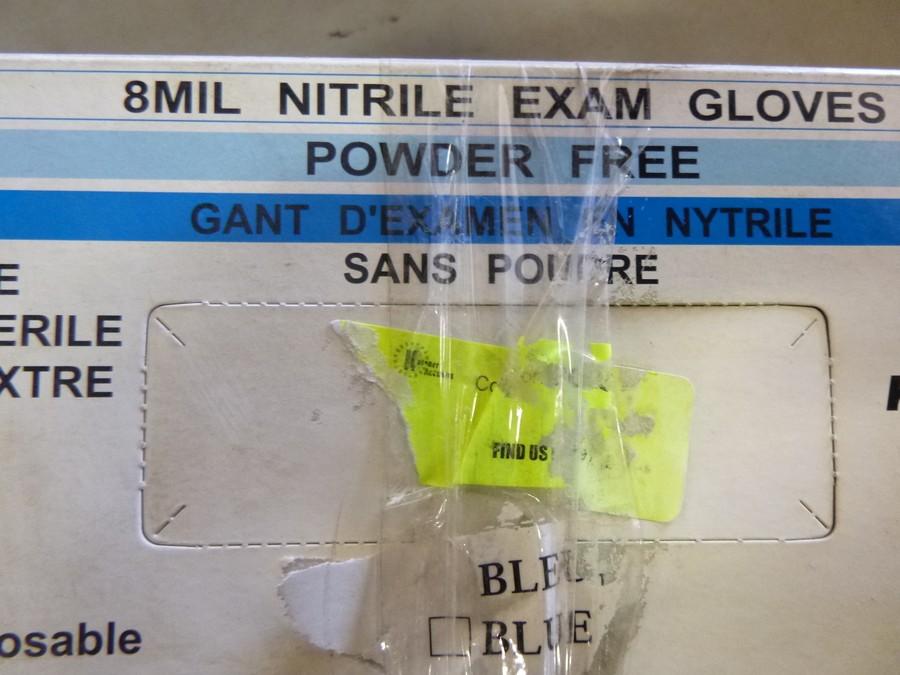 8MIL NITRILE EXAM GLOVES
POWDER FREE
GANT D'EXAMEN EN NYTRILE
SANS POUDRE
E
ERILE
XTRE
FIND US
BLEU
BLUE
osable